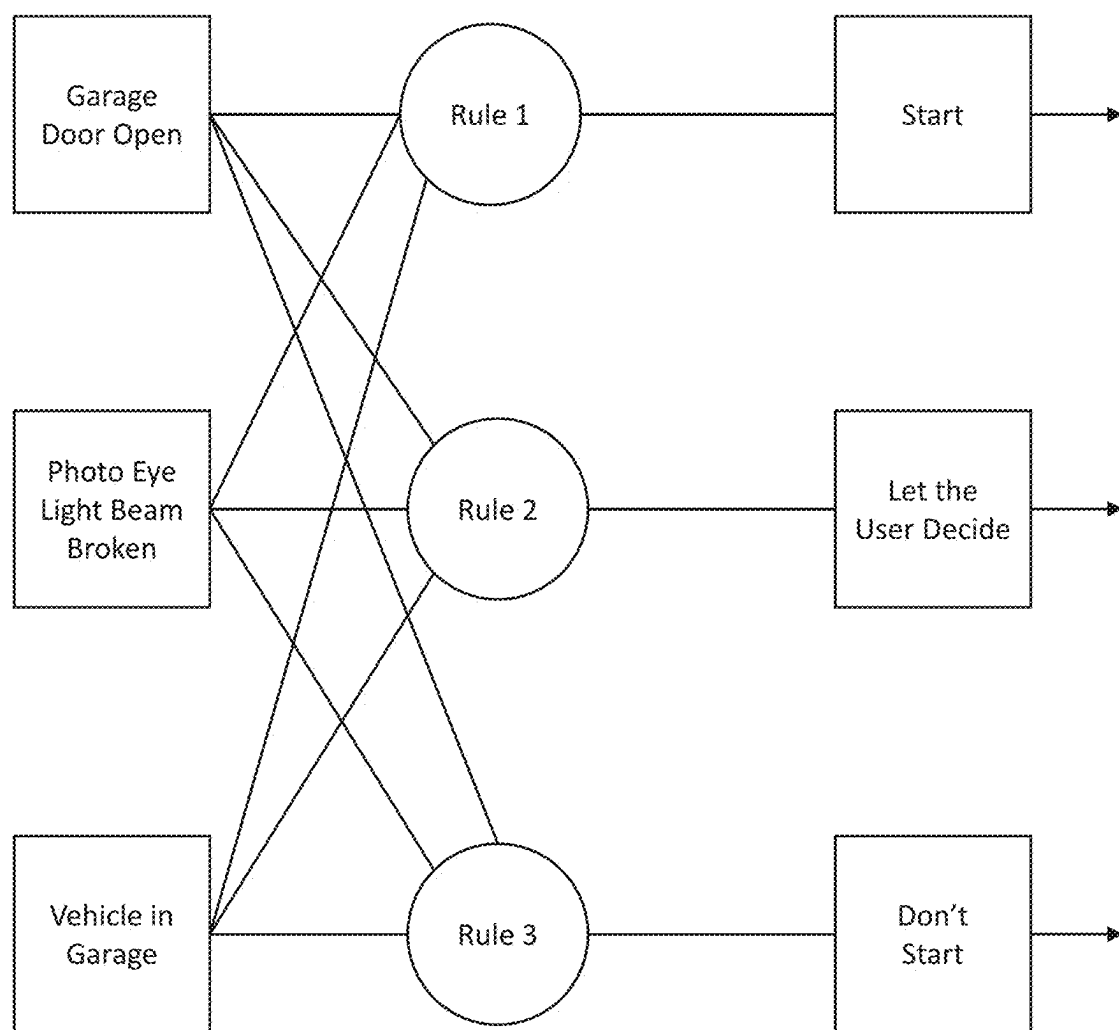 Garage
Door Open
Rule 1
Start
Photo Eye
Light Beam
Broken
Rule 2
Let the
User Decide
Vehicle in
Garage
Rule 3
Don't
Start